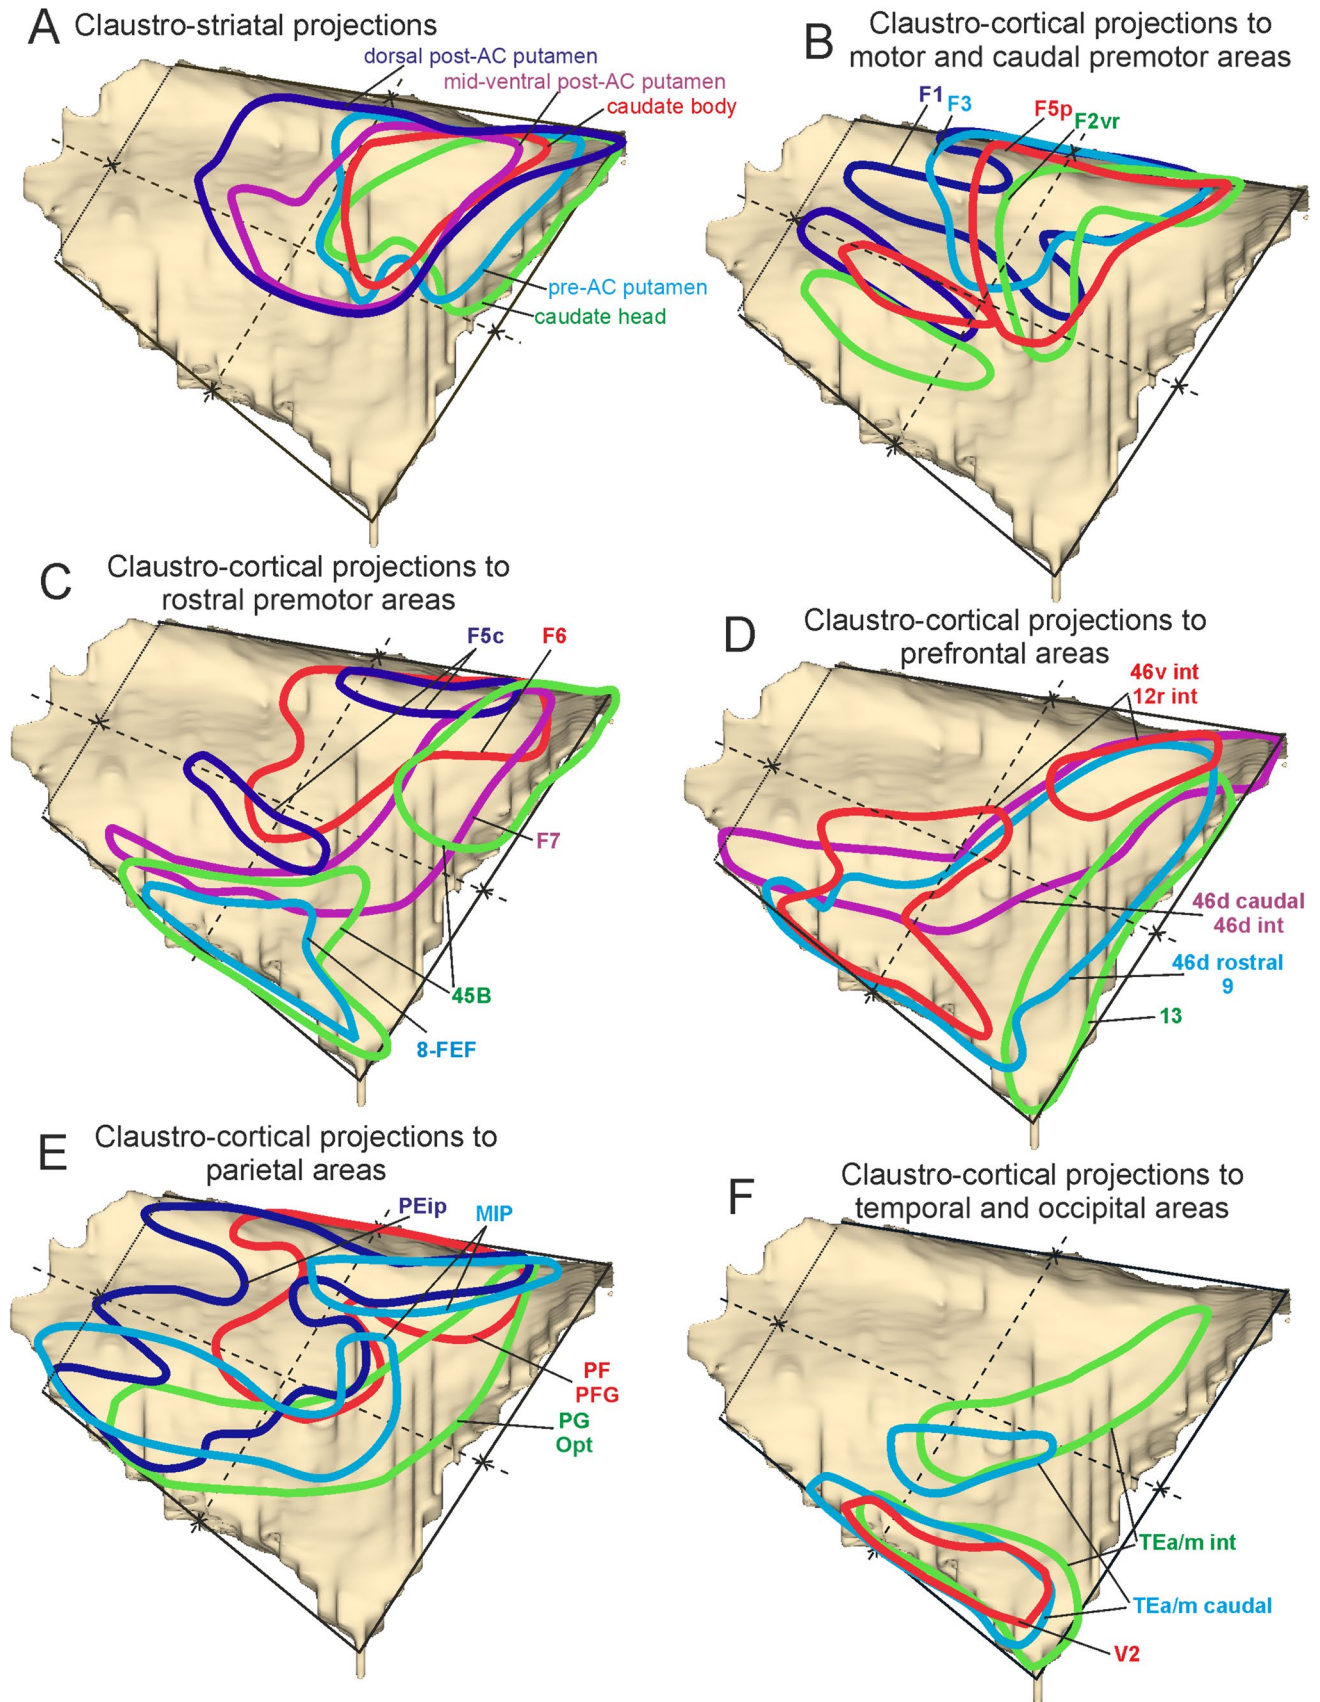 A Claustro-striatal projections
dorsal post-AC putamen
mid-ventral post-AC putamen
caudate body
pre-AC putamen
caudate head
B Claustro-cortical projections to
motor and caudal premotor areas
F1 F3
F5p
F2vr
C Claustro-cortical projections to
rostral premotor areas
F5c F6
F7
45B
8-FEF
D Claustro-cortical projections to
prefrontal areas
46v int
12r int
46d caudal
46d int
46d rostral
9
13
E Claustro-cortical projections to
parietal areas
PEip MIP
PF
PFG
PG
Opt
F Claustro-cortical projections to
temporal and occipital areas
TEa/m int
TEa/m caudal
V2